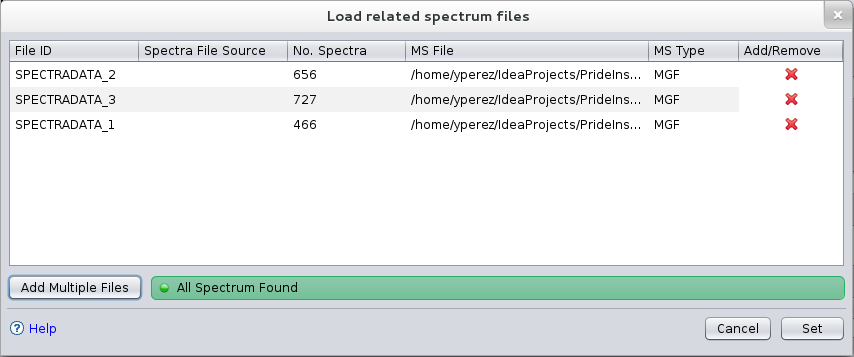 Load related spectrum files
File ID Spectra File Source No. Spectra MS File MS Type Add/Remove
SPECTRADATA_2 656 /home/yperez/IdeaProjects/PrideIns... MGF
SPECTRADATA_3 727 /home/yperez/IdeaProjects/PrideIns... MGF
SPECTRADATA_1 466 /home/yperez/IdeaProjects/PrideIns... MGF
Add Multiple Files All Spectrum Found
? Help Cancel Set